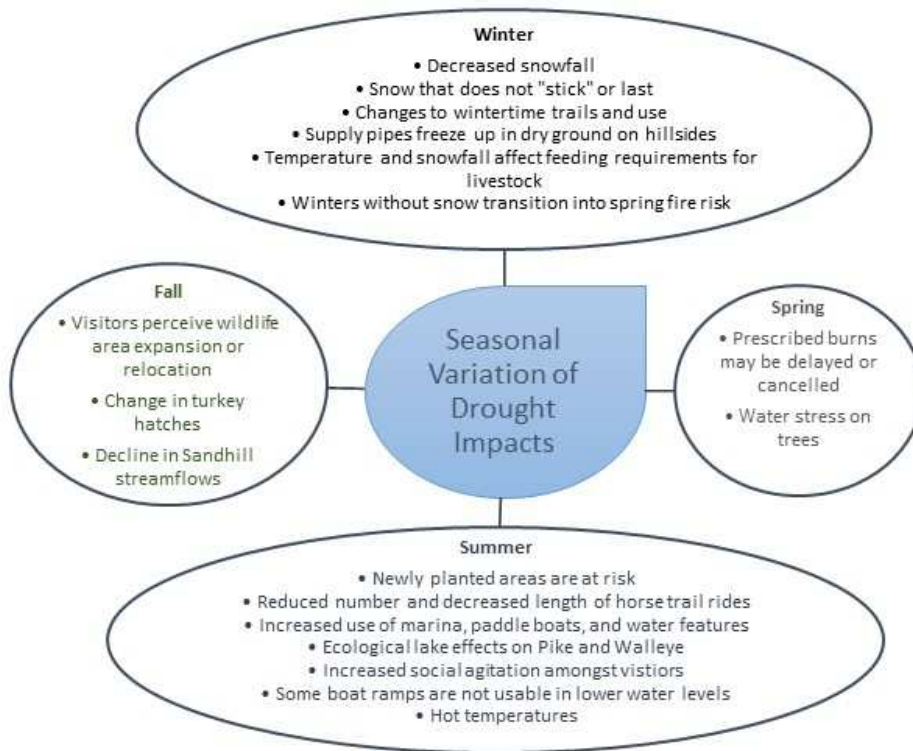 Winter
• Decreased snowfall
• Snow that does not "stick" or last
• Changes to wintertime trails and use
• Supply pipes freeze up in dry ground on hillsides
• Temperature and snowfall affect feeding requirements for
livestock
• Winters without snow transition into spring fire risk
Fall
• Visitors perceive wildlife
area expansion or
relocation
• Change in turkey
hatches
• Decline in Sandhill
streamflows
Seasonal
Variation of
Drought
Impacts
Spring
• Prescribed burns
may be delayed or
cancelled
• Water stress on
trees
Summer
• Newly planted areas are at risk
• Reduced number and decreased length of horse trail rides
• Increased use of marina, paddle boats, and water features
• Ecological lake effects on Pike and Walleye
• Increased social agitation amongst vistiors
• Some boat ramps are not usable in lower water levels
• Hot temperatures